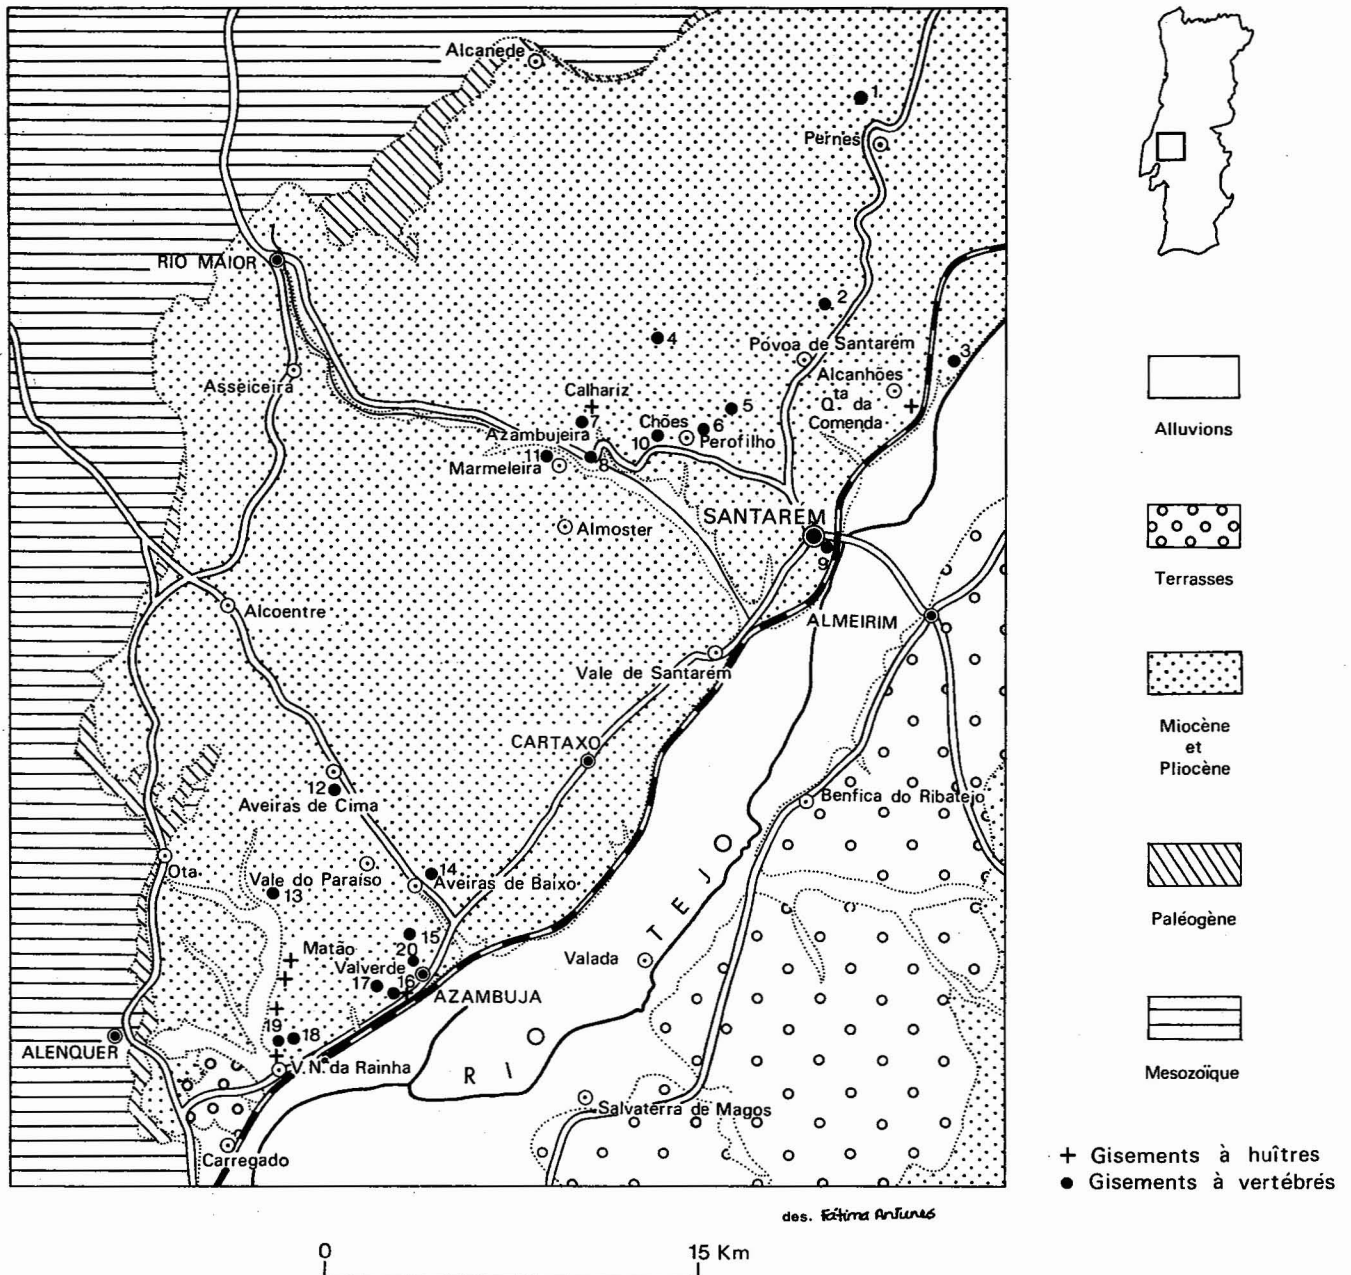 Alcanede
1
Pernes
RIO MAIOR
2
4
Póvoa de Santarém
3
Asseiceira
Alcanhões
Calhariz
Qta da
Comenda
5
7
Chões
6
Azambujeira
10
Perofilho
11
8
Marmeleira
SANTAREM
Almoster
9
Alcoentre
ALMEIRIM
Vale de Santarém
CARTAXO
12
Aveiras de Cima
Benfica do Ribatejo
Ota
14
Vale do Paraíso
Aveiras de Baixo
13
15
Matão
20
Valverde
17
16
Valada
AZAMBUJA
19
18
ALENQUER
V.N. da Rainha
RIO TEJO
Salvaterra de Magos
Carregado
Alluvions
Terrasses
Miocène
et
Pliocène
Paléogène
Mesozoïque
+ Gisements à huîtres
● Gisements à vertébrés
des. Fátima Antunes
0 15 Km